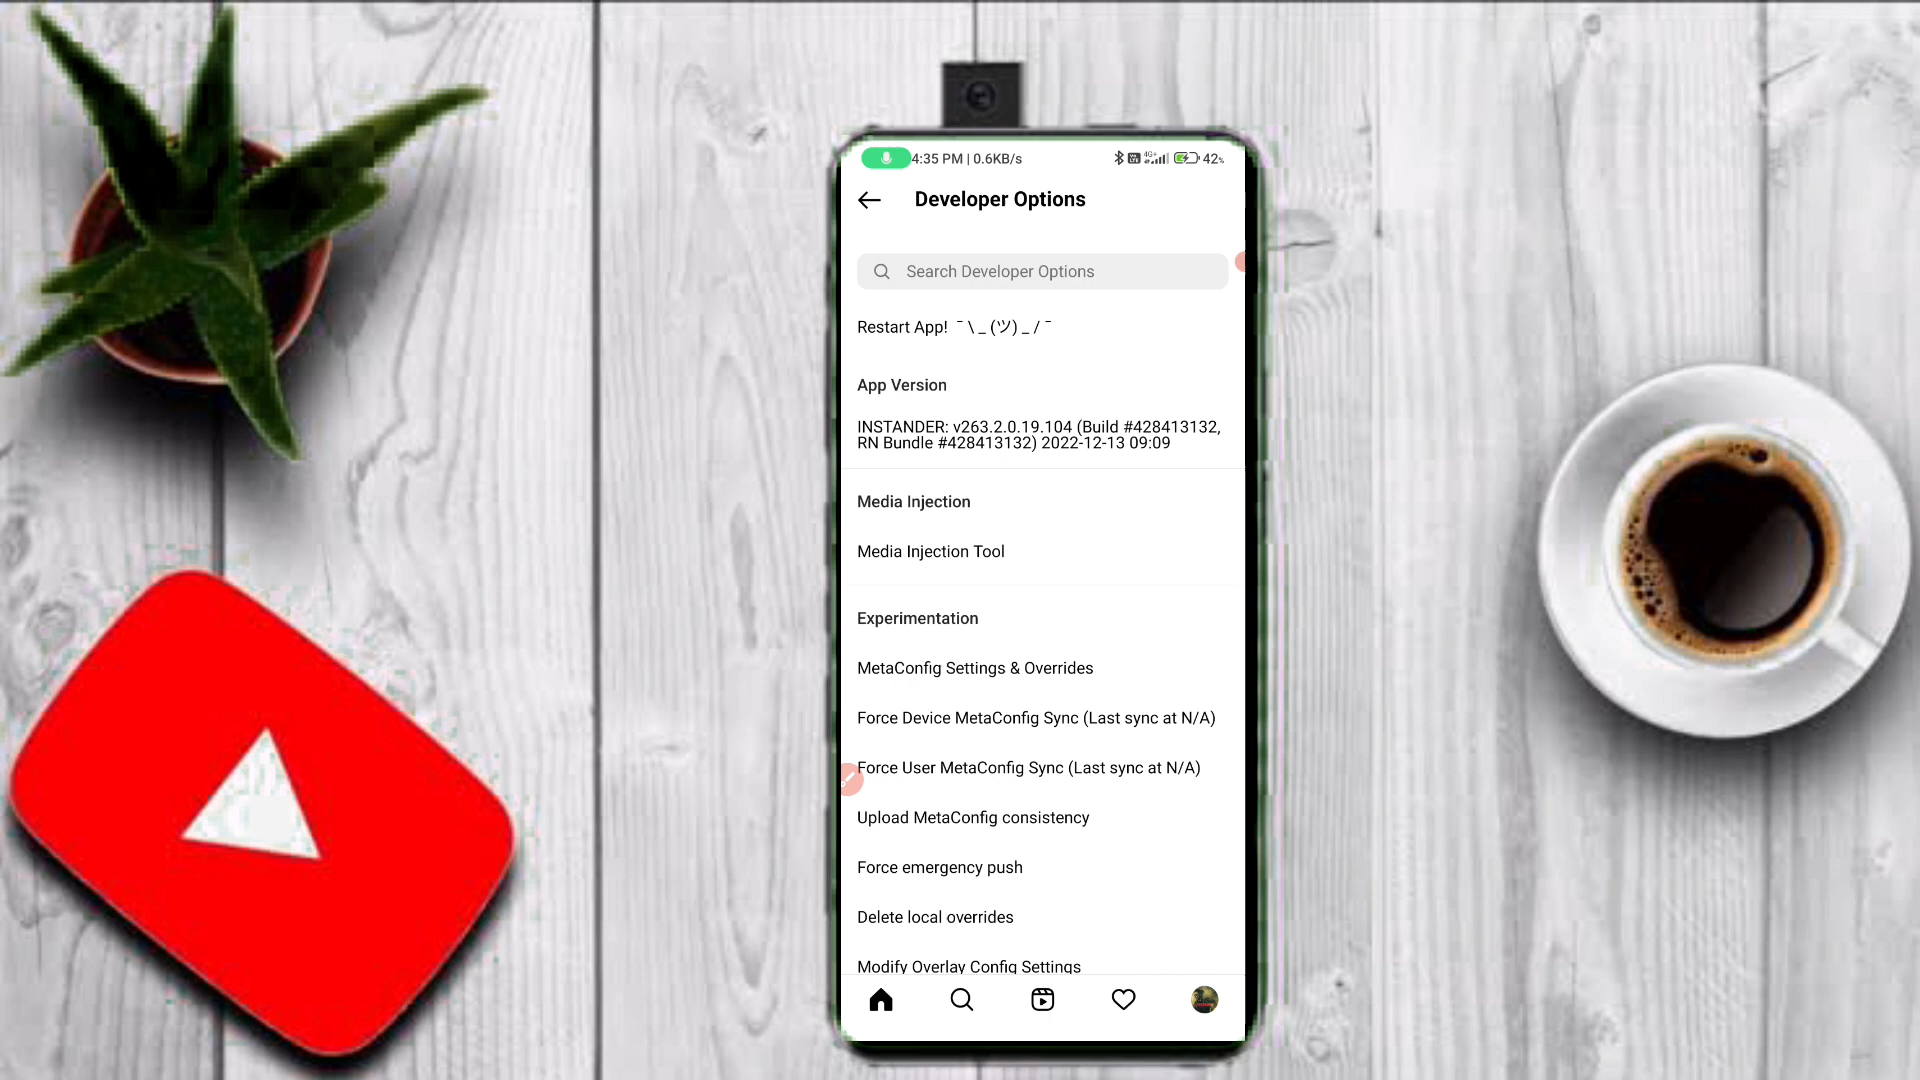 4:35 PM | 0.6KB/s 42%
Developer Options
Search Developer Options
Restart App! ¯ \ _ (ツ) _ / ¯
App Version
INSTANDER: v263.2.0.19.104 (Build #428413132,
RN Bundle #428413132) 2022-12-13 09:09
Media Injection
Media Injection Tool
Experimentation
MetaConfig Settings & Overrides
Force Device MetaConfig Sync (Last sync at N/A)
Force User MetaConfig Sync (Last sync at N/A)
Upload MetaConfig consistency
Force emergency push
Delete local overrides
Modify Overlay Config Settings